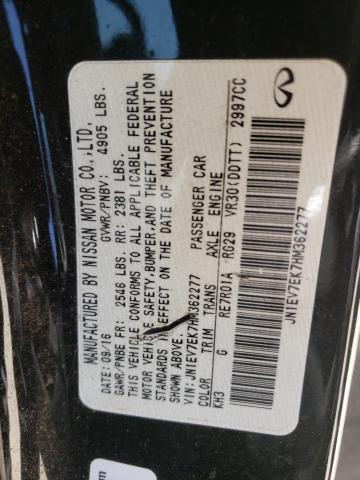 MANUFACTURED BY NISSAN MOTOR CO.,LTD.
DATE: 09/16 GVWR/PNBV: 4905 LBS.
GAWR/PNBE FR: 2546 LBS. RR: 2381 LBS.
THIS VEHICLE CONFORMS TO ALL APPLICABLE FEDERAL
MOTOR VEHICLE SAFETY,BUMPER,AND THEFT PREVENTION
STANDARDS IN EFFECT ON THE DATE OF MANUFACTURE
SHOWN ABOVE.
VIN: JN1EV7EK7HM362277 PASSENGER CAR
COLOR TRIM TRANS AXLE ENGINE
KH3 G RE7R01A RG29 VR30(DDTT) 2997CC
JN1EV7EK7HM362277